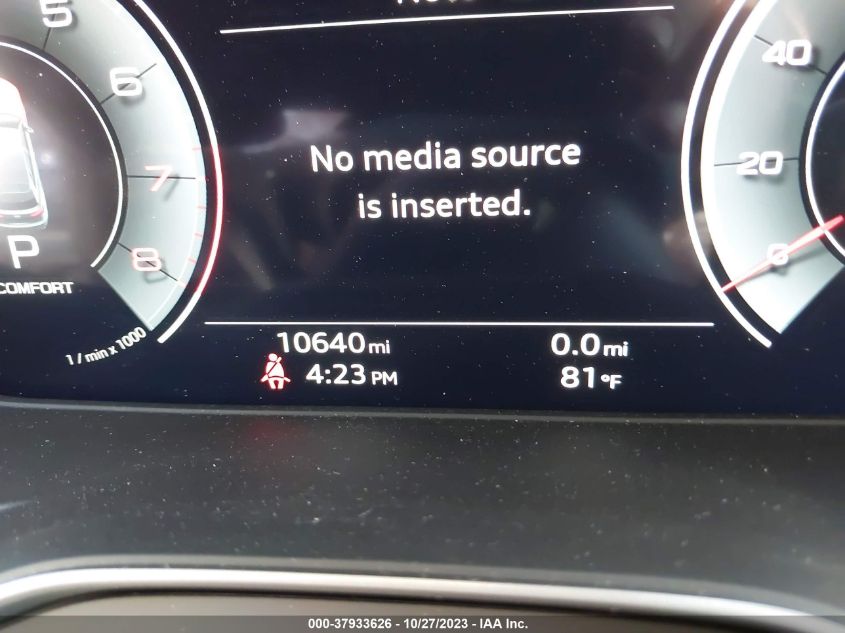 5
6
7
8
P
COMFORT
1 / min x 1000
No media source
is inserted.
40
20
0
10640 mi
0.0 mi
4:23 PM
81 °F
000-37933626 | 10/27/2023 | IAA Inc.